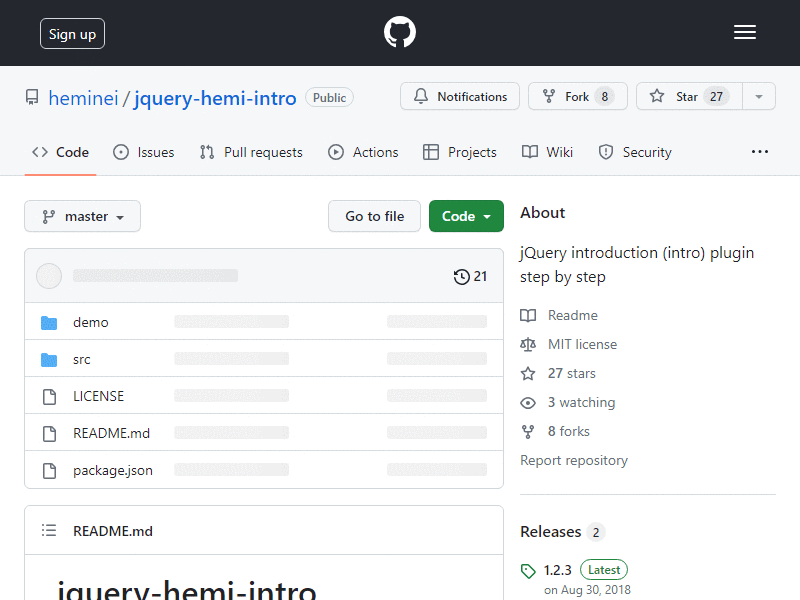 Sign up
heminei / jquery-hemi-intro Public
Notifications
Fork 8
Star 27
Code
Issues
Pull requests
Actions
Projects
Wiki
Security
master
Go to file
Code
21
demo
src
LICENSE
README.md
package.json
README.md
jquery-hemi-intro
About
jQuery introduction (intro) plugin
step by step
Readme
MIT license
27 stars
3 watching
8 forks
Report repository
Releases 2
1.2.3 Latest
on Aug 30, 2018